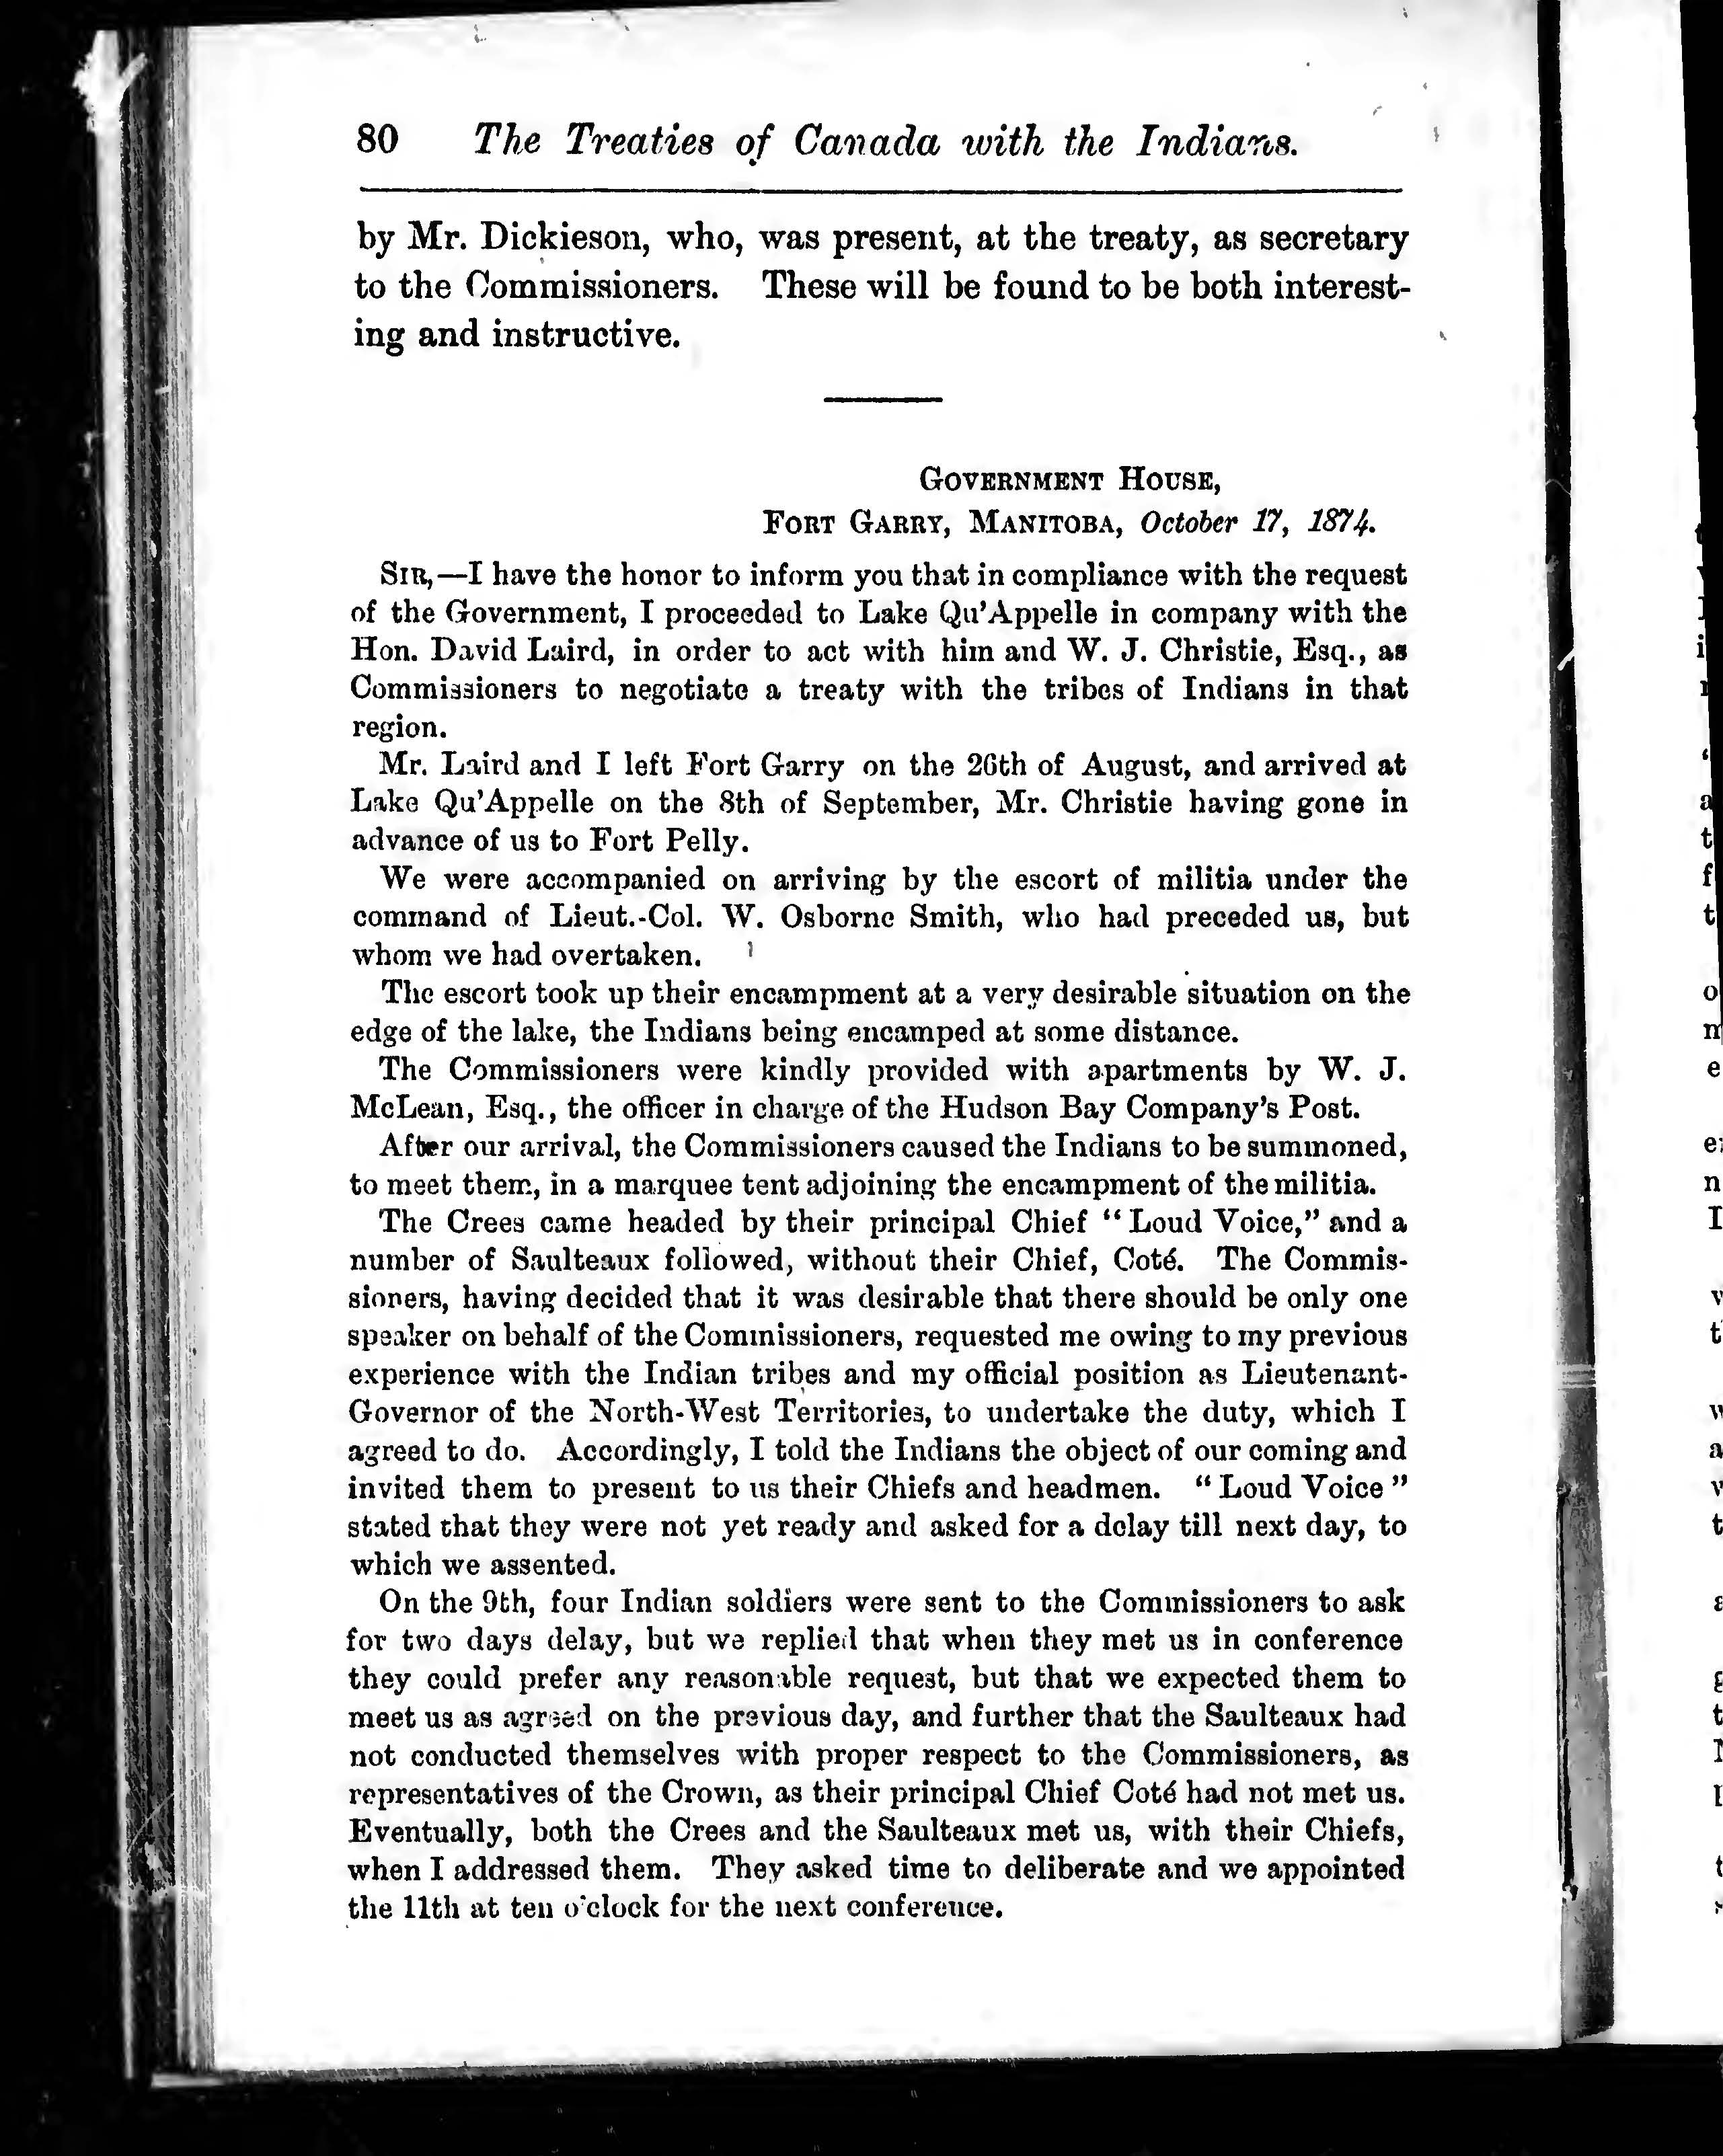 80 The Treaties of Canada with the Indians.
by Mr. Dickieson, who, was present, at the treaty, as secretary
to the Commissioners. These will be found to be both interest-
ing and instructive.
Government House,
Fort Garry, Manitoba, October 17, 1874.
Sir,—I have the honor to inform you that in compliance with the request
of the Government, I proceeded to Lake Qu'Appelle in company with the
Hon. David Laird, in order to act with him and W. J. Christie, Esq., as
Commissioners to negotiate a treaty with the tribes of Indians in that
region.
Mr. Laird and I left Fort Garry on the 26th of August, and arrived at
Lake Qu'Appelle on the 8th of September, Mr. Christie having gone in
advance of us to Fort Pelly.
We were accompanied on arriving by the escort of militia under the
command of Lieut.-Col. W. Osborne Smith, who had preceded us, but
whom we had overtaken.
The escort took up their encampment at a very desirable situation on the
edge of the lake, the Indians being encamped at some distance.
The Commissioners were kindly provided with apartments by W. J.
McLean, Esq., the officer in charge of the Hudson Bay Company's Post.
After our arrival, the Commissioners caused the Indians to be summoned,
to meet them, in a marquee tent adjoining the encampment of the militia.
The Crees came headed by their principal Chief "Loud Voice," and a
number of Saulteaux followed, without their Chief, Coté. The Commis-
sioners, having decided that it was desirable that there should be only one
speaker on behalf of the Commissioners, requested me owing to my previous
experience with the Indian tribes and my official position as Lieutenant-
Governor of the North-West Territories, to undertake the duty, which I
agreed to do. Accordingly, I told the Indians the object of our coming and
invited them to present to us their Chiefs and headmen. "Loud Voice"
stated that they were not yet ready and asked for a delay till next day, to
which we assented.
On the 9th, four Indian soldiers were sent to the Commissioners to ask
for two days delay, but we replied that when they met us in conference
they could prefer any reasonable request, but that we expected them to
meet us as agreed on the previous day, and further that the Saulteaux had
not conducted themselves with proper respect to the Commissioners, as
representatives of the Crown, as their principal Chief Coté had not met us.
Eventually, both the Crees and the Saulteaux met us, with their Chiefs,
when I addressed them. They asked time to deliberate and we appointed
the 11th at ten o'clock for the next conference.